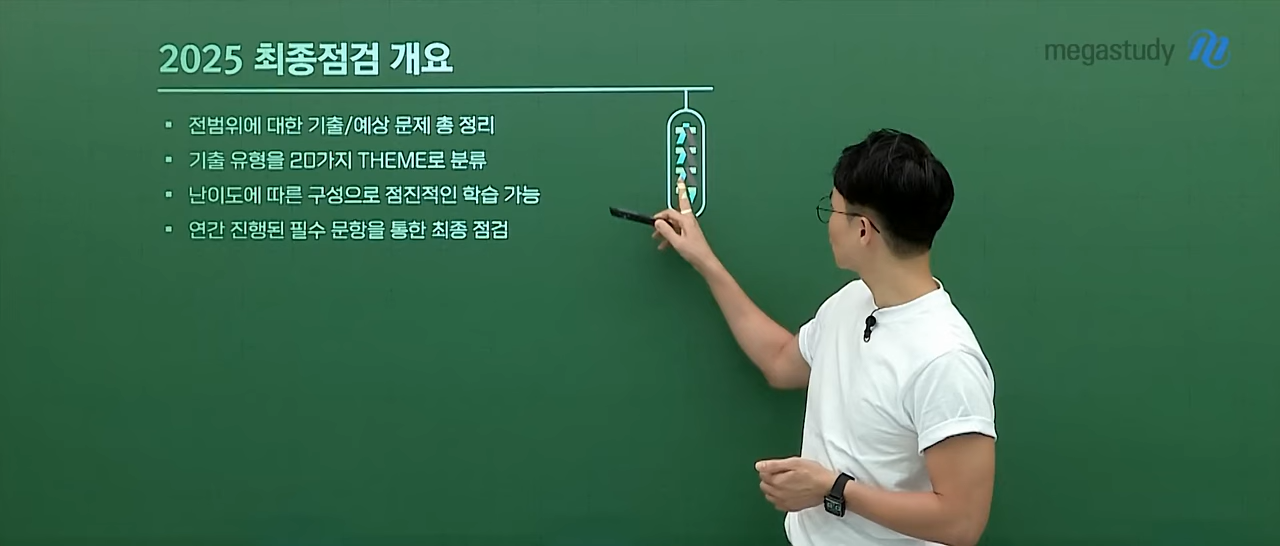 2025 최종점검 개요
megastudy
▪ 전범위에 대한 기출/예상 문제 총 정리
▪ 기출 유형을 20가지 THEME로 분류
▪ 난이도에 따른 구성으로 점진적인 학습 가능
▪ 연간 진행된 필수 문항을 통한 최종 점검